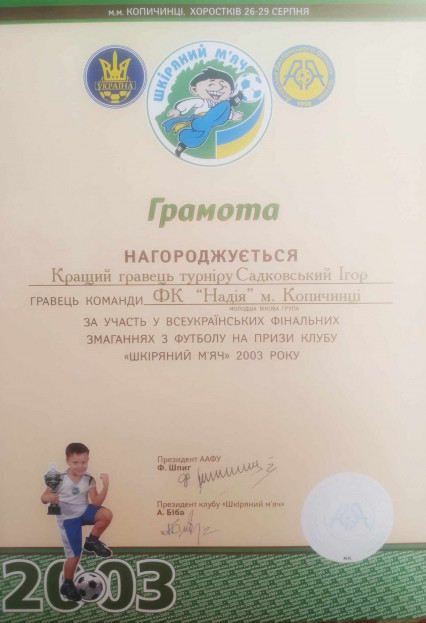 м.м. КОПИЧИНЦІ, ХОРОСТКІВ 26-29 СЕРПНЯ
УКРАЇНА
ШКІРЯНИЙ М'ЯЧ
Грамота
НАГОРОДЖУЄТЬСЯ
Кращий гравець турніру Садковський Ігор
ГРАВЕЦЬ КОМАНДИ ФК "Надія" м. Копичинці
МОЛОДША ВІКОВА ГРУПА
ЗА УЧАСТЬ У ВСЕУКРАЇНСЬКИХ ФІНАЛЬНИХ
ЗМАГАННЯХ З ФУТБОЛУ НА ПРИЗИ КЛУБУ
«ШКІРЯНИЙ М'ЯЧ» 2003 РОКУ
Президент ААФУ
Ф. Шпиг
Президент клубу «Шкіряний м'яч»
А. Біба
М.П.
2003